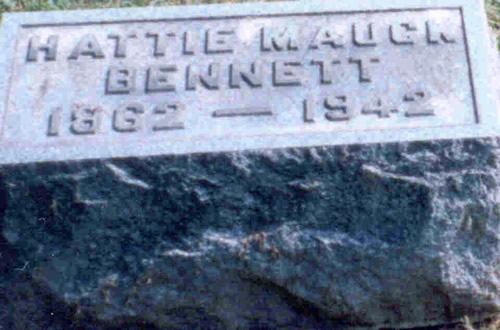 HATTIE MAUCK
BENNETT
1862 — 1942